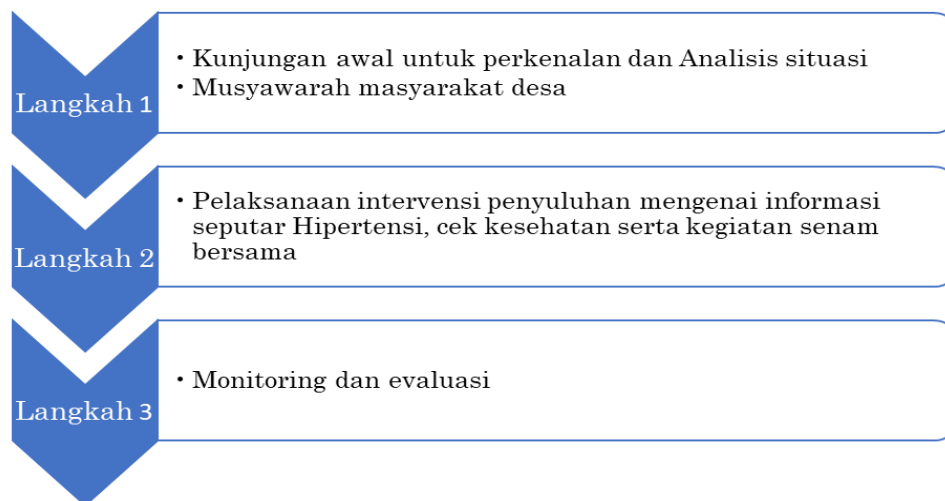 Langkah 1
• Kunjungan awal untuk perkenalan dan Analisis situasi
• Musyawarah masyarakat desa
Langkah 2
• Pelaksanaan intervensi penyuluhan mengenai informasi
seputar Hipertensi, cek kesehatan serta kegiatan senam
bersama
Langkah 3
• Monitoring dan evaluasi